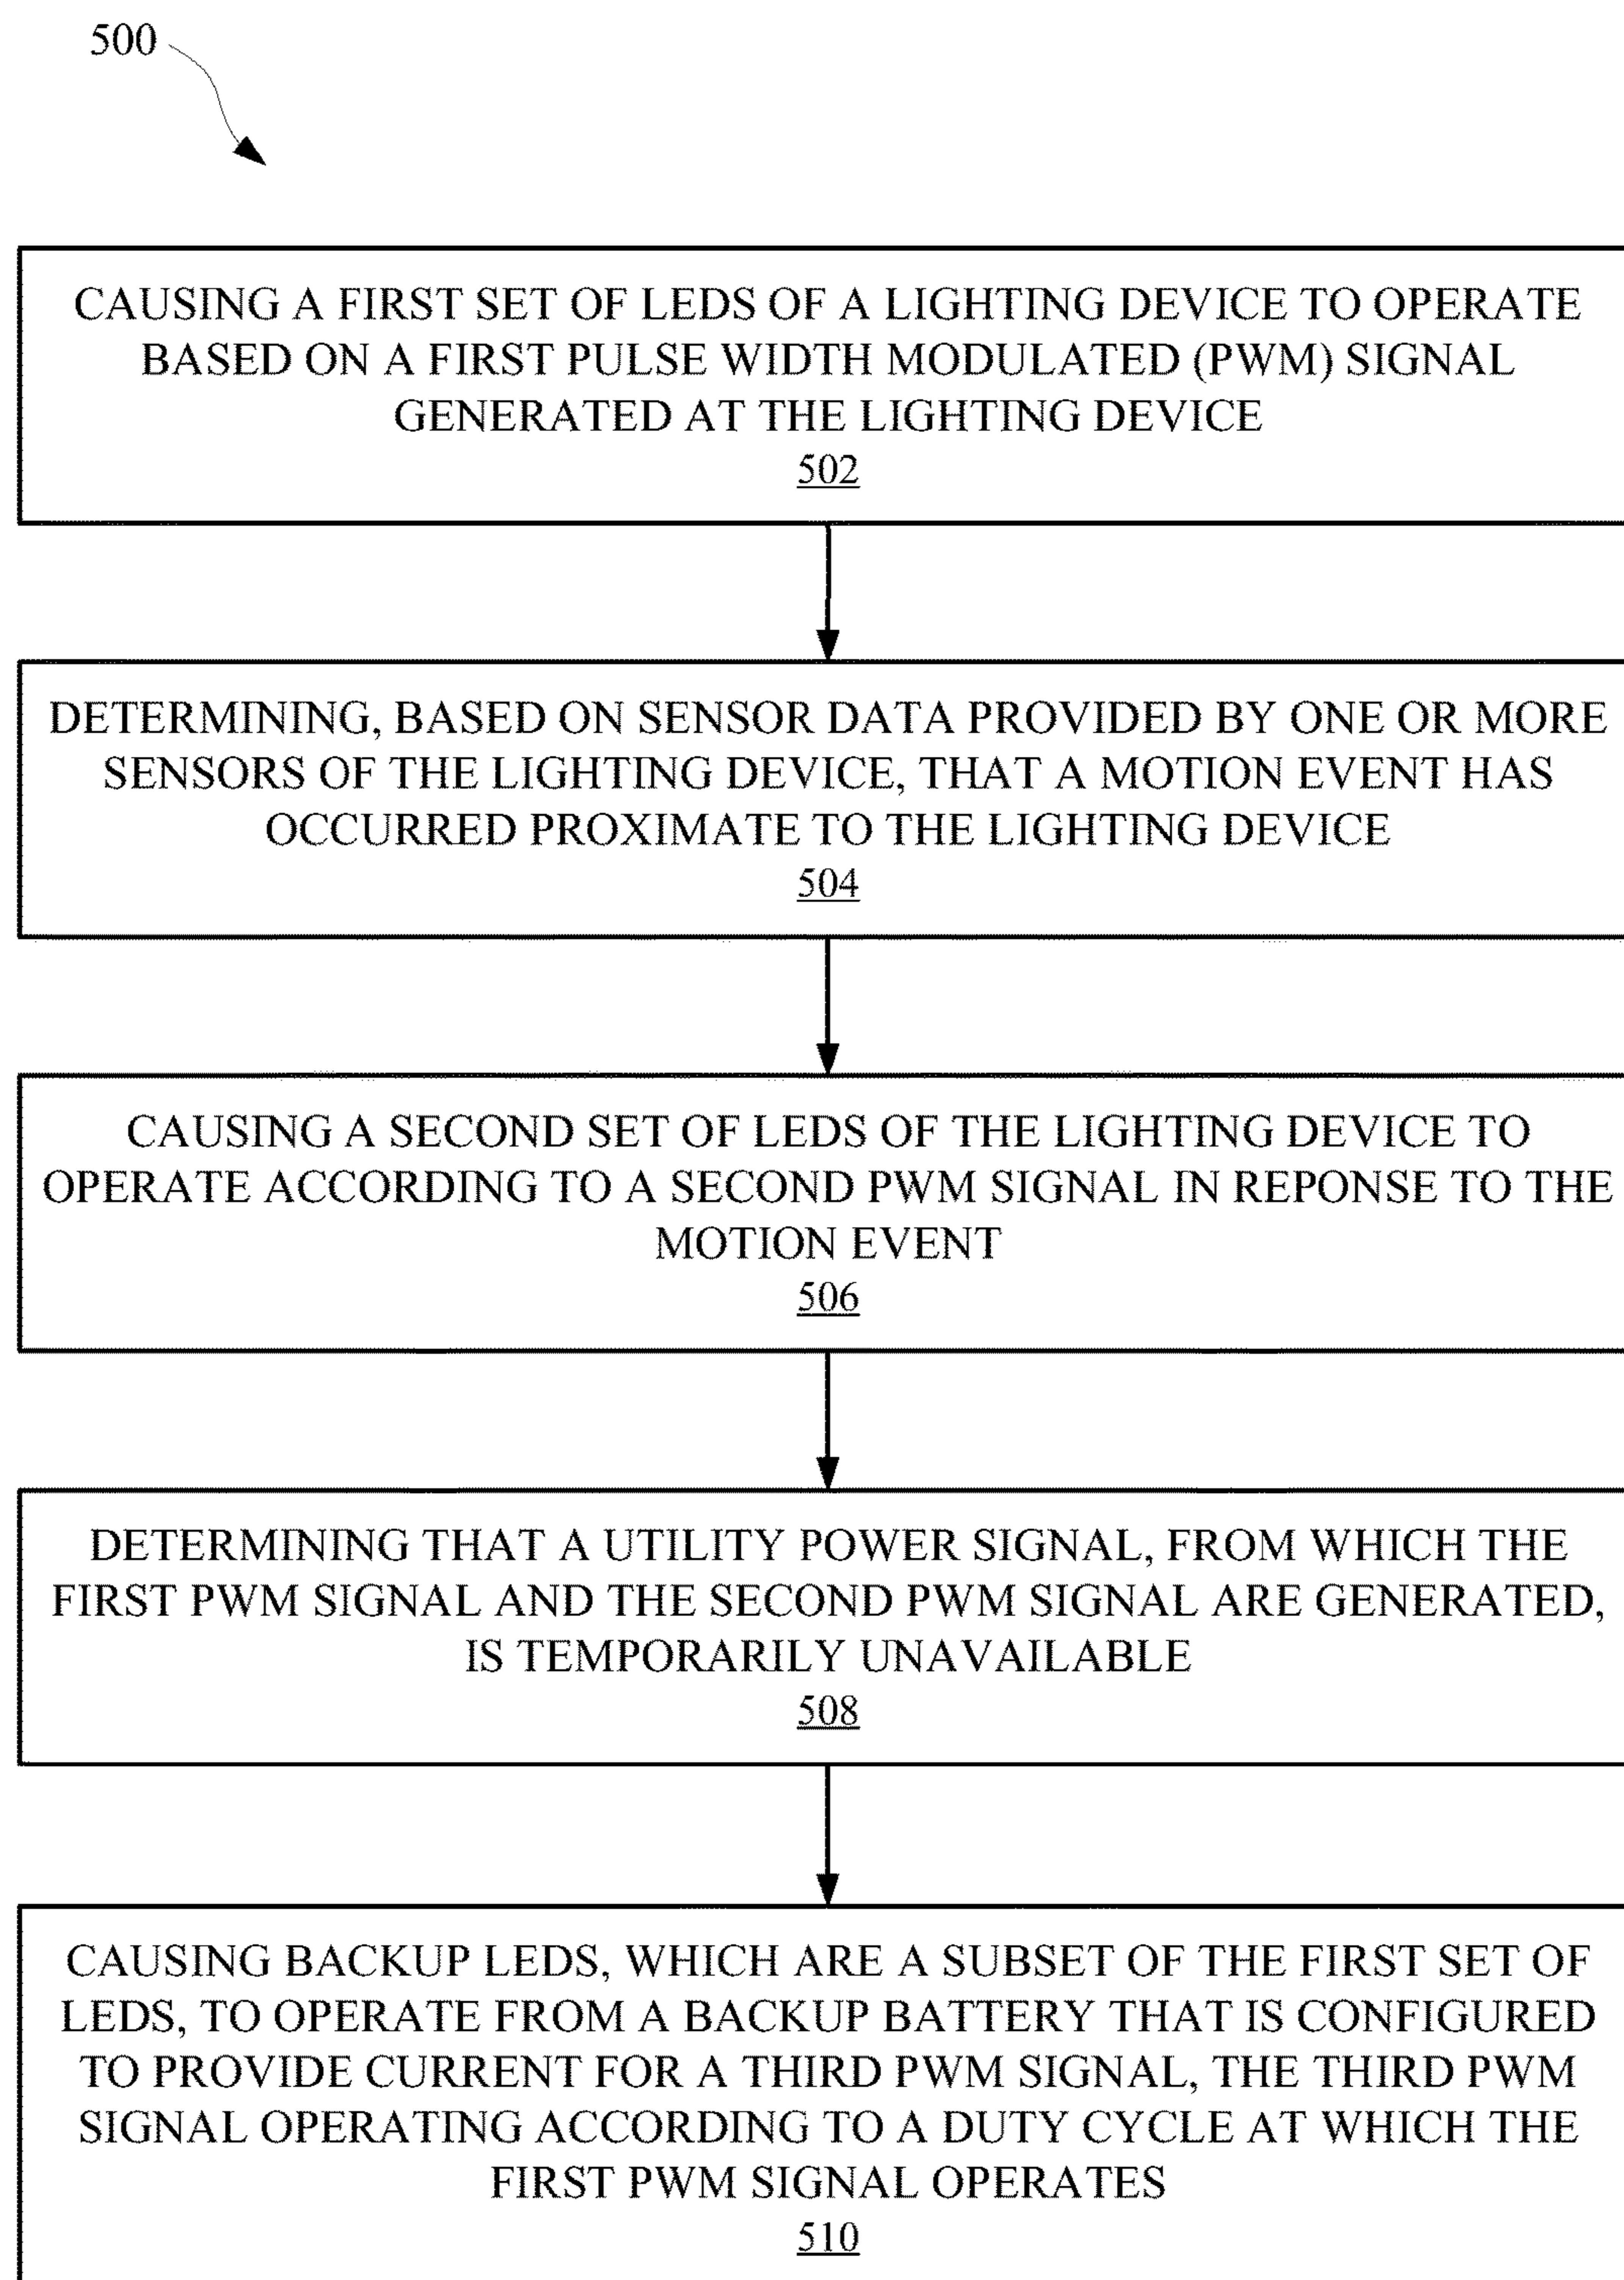 500
CAUSING A FIRST SET OF LEDS OF A LIGHTING DEVICE TO OPERATE
BASED ON A FIRST PULSE WIDTH MODULATED (PWM) SIGNAL
GENERATED AT THE LIGHTING DEVICE
502
DETERMINING, BASED ON SENSOR DATA PROVIDED BY ONE OR MORE
SENSORS OF THE LIGHTING DEVICE, THAT A MOTION EVENT HAS
OCCURRED PROXIMATE TO THE LIGHTING DEVICE
504
CAUSING A SECOND SET OF LEDS OF THE LIGHTING DEVICE TO
OPERATE ACCORDING TO A SECOND PWM SIGNAL IN REPONSE TO THE
MOTION EVENT
506
DETERMINING THAT A UTILITY POWER SIGNAL, FROM WHICH THE
FIRST PWM SIGNAL AND THE SECOND PWM SIGNAL ARE GENERATED,
IS TEMPORARILY UNAVAILABLE
508
CAUSING BACKUP LEDS, WHICH ARE A SUBSET OF THE FIRST SET OF
LEDS, TO OPERATE FROM A BACKUP BATTERY THAT IS CONFIGURED
TO PROVIDE CURRENT FOR A THIRD PWM SIGNAL, THE THIRD PWM
SIGNAL OPERATING ACCORDING TO A DUTY CYCLE AT WHICH THE
FIRST PWM SIGNAL OPERATES
510